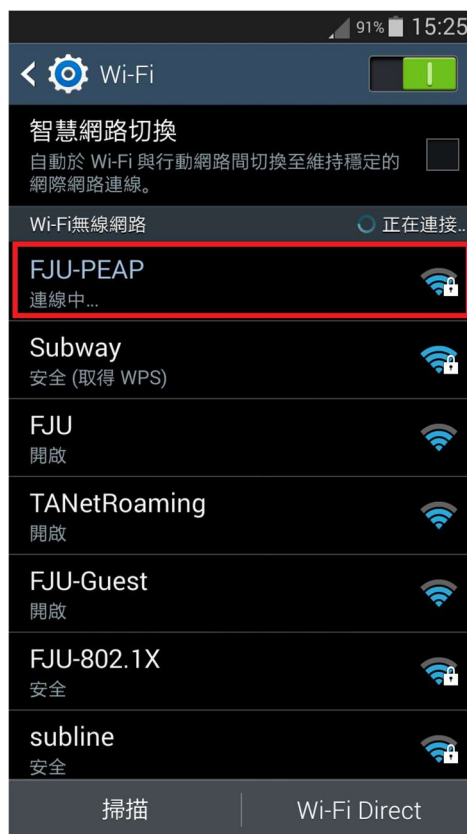 91% 15:25
Wi-Fi
智慧網路切換
自動於 Wi-Fi 與行動網路間切換至維持穩定的
網際網路連線。
Wi-Fi無線網路 正在連接..
FJU-PEAP
連線中...
Subway
安全 (取得 WPS)
FJU
開啟
TANetRoaming
開啟
FJU-Guest
開啟
FJU-802.1X
安全
subline
安全
掃描 Wi-Fi Direct